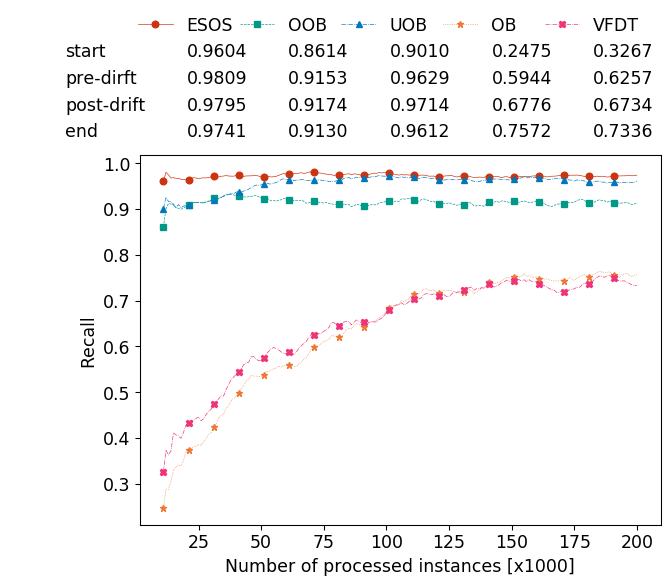 ESOS OOB UOB OB VFDT
start 0.9604 0.8614 0.9010 0.2475 0.3267
pre-dirft 0.9809 0.9153 0.9629 0.5944 0.6257
post-drift 0.9795 0.9174 0.9714 0.6776 0.6734
end 0.9741 0.9130 0.9612 0.7572 0.7336
1.0
0.9
0.8
0.7
0.6
0.5
0.4
0.3
Recall
25 50 75 100 125 150 175 200
Number of processed instances [x1000]